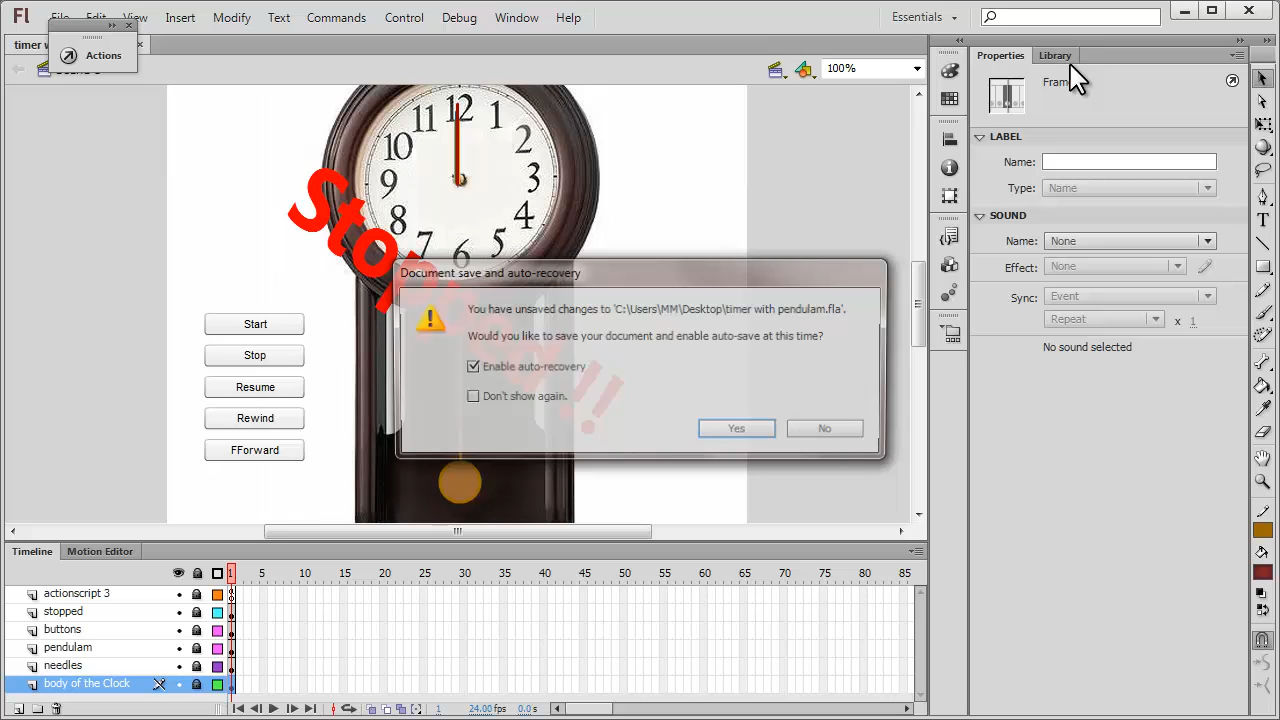 Fl File Edit View Insert Modify Text Commands Control Debug Window Help Essentials
timer w
Actions
100%
Properties Library
Frame
LABEL
Name:
Type: Name
SOUND
Name: None
Effect: None
Sync: Event
Repeat x 1
No sound selected
12 1 2 3 4 5 6 7 8 9 10 11
Start
Stop
Resume
Rewind
FForward
Document save and auto-recovery
You have unsaved changes to 'C:\Users\MM\Desktop\timer with pendulam.fla'.
Would you like to save your document and enable auto-save at this time?
Enable auto-recovery
Don't show again.
Yes No
Timeline Motion Editor
1 5 10 15 20 25 30 35 40 45 50 55 60 65 70 75 80 85
actionscript 3
stopped
buttons
pendulam
needles
body of the Clock
1 24.00 fps 0.0 s